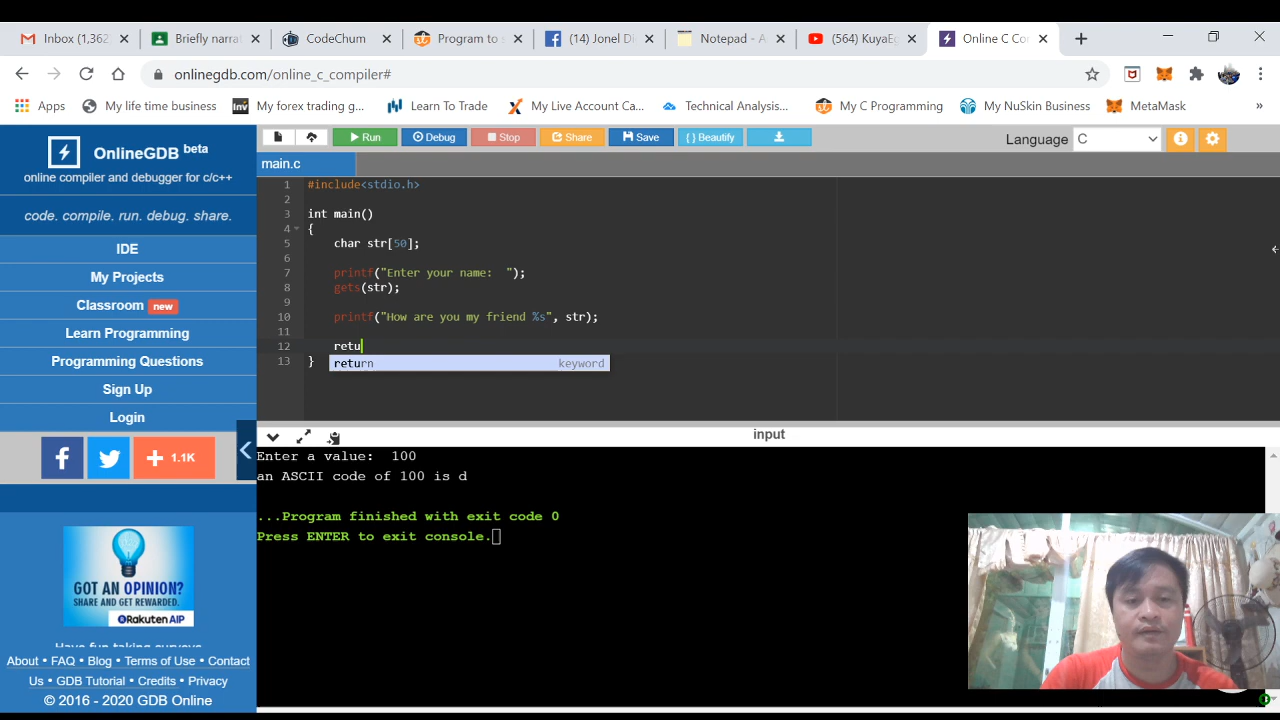 Inbox (1,362
Briefly narrat
CodeChum
Program to s
(14) Jonel Di
Notepad - A
(564) KuyaEg
Online C Co
onlinegdb.com/online_c_compiler#
Apps
My life time business
My forex trading g...
Learn To Trade
My Live Account Ca...
Technical Analysis...
My C Programming
My NuSkin Business
MetaMask
»
OnlineGDB beta
online compiler and debugger for c/c++
code. compile. run. debug. share.
IDE
My Projects
Classroom new
Learn Programming
Programming Questions
Sign Up
Login
f
+ 1.1K
GOT AN OPINION?
SHARE AND GET REWARDED.
Rakuten AIP
Have fun taking surveys
About • FAQ • Blog • Terms of Use • Contact
Us • GDB Tutorial • Credits • Privacy
© 2016 - 2020 GDB Online
Run
Debug
Stop
Share
Save
{ } Beautify
Language C
main.c
1 #include<stdio.h>
2
3 int main()
4 {
5 char str[50];
6
7 printf("Enter your name:  ");
8 gets(str);
9
10 printf("How are you my friend %s", str);
11
12 retu
13 }
return keyword
input
Enter a value:  100
an ASCII code of 100 is d
...Program finished with exit code 0
Press ENTER to exit console.